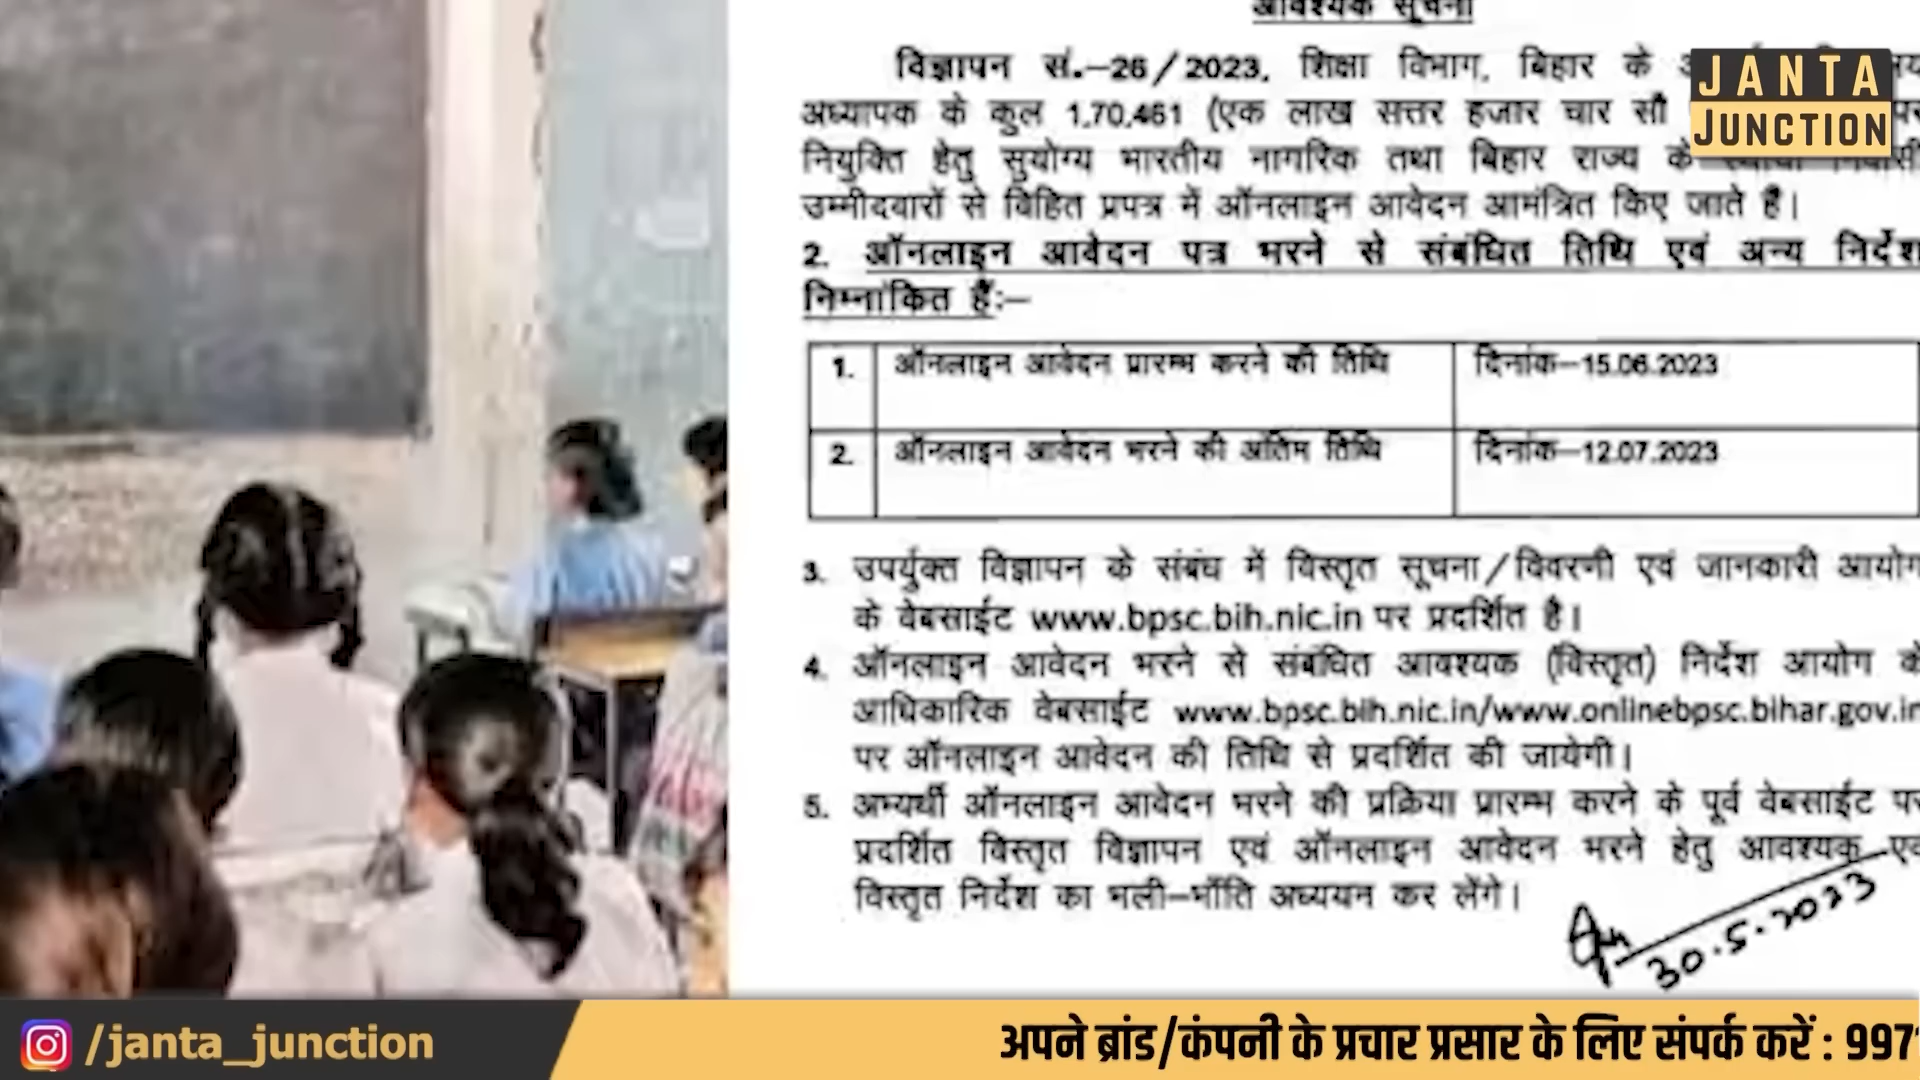 आवश्यक सूचना
विज्ञापन सं.–26/2023, शिक्षा विभाग, बिहार के
अध्यापक के कुल 1,70,461 (एक लाख सत्तर हजार चार सौ
नियुक्ति हेतु सुयोग्य भारतीय नागरिक तथा बिहार राज्य के
उम्मीदवारों से विहित प्रपत्र में ऑनलाइन आवेदन आमंत्रित किए जाते है।
2. ऑनलाइन आवेदन पत्र भरने से संबंधित तिथि एवं अन्य निर्देश
निम्नांकित हैं:–
1. ऑनलाइन आवेदन प्रारम्भ करने की तिथि दिनांक–15.06.2023
2. ऑनलाइन आवेदन भरने की अंतिम तिथि दिनांक–12.07.2023
3. उपर्युक्त विज्ञापन के संबंध में विस्तृत सूचना/विवरणी एवं जानकारी आयोग
के वेबसाईट www.bpsc.bih.nic.in पर प्रदर्शित है।
4. ऑनलाइन आवेदन भरने से संबंधित आवश्यक (विस्तृत) निर्देश आयोग के
आधिकारिक वेबसाईट www.bpsc.bih.nic.in/www.onlinebpsc.bihar.gov.in
पर ऑनलाइन आवेदन की तिथि से प्रदर्शित की जायेगी।
5. अभ्यर्थी ऑनलाइन आवेदन भरने की प्रक्रिया प्रारम्भ करने के पूर्व वेबसाईट पर
प्रदर्शित विस्तृत विज्ञापन एवं ऑनलाइन आवेदन भरने हेतु आवश्यक एवं
विस्तृत निर्देश का भली–भाँति अध्ययन कर लेंगे।
30.5.2023
JANTA
JUNCTION
/janta_junction
अपने ब्रांड/कंपनी के प्रचार प्रसार के लिए संपर्क करें : 997